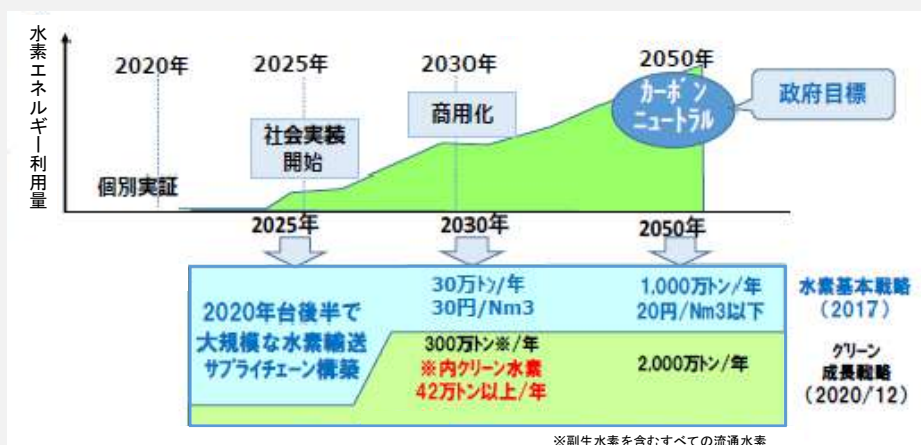 水素エネルギー利用量
2020年
2025年
2030年
2050年
個別実証
社会実装
開始
商用化
カーボン
ニュートラル
政府目標
2025年
2030年
2050年
2020年台後半で
大規模な水素輸送
サプライチェーン構築
30万トン/年
30円/Nm3
1,000万トン/年
20円/Nm3以下
水素基本戦略
(2017)
300万トン※/年
※内クリーン水素
42万トン以上/年
2,000万トン/年
グリーン
成長戦略
(2020/12)
※副生水素を含むすべての流通水素